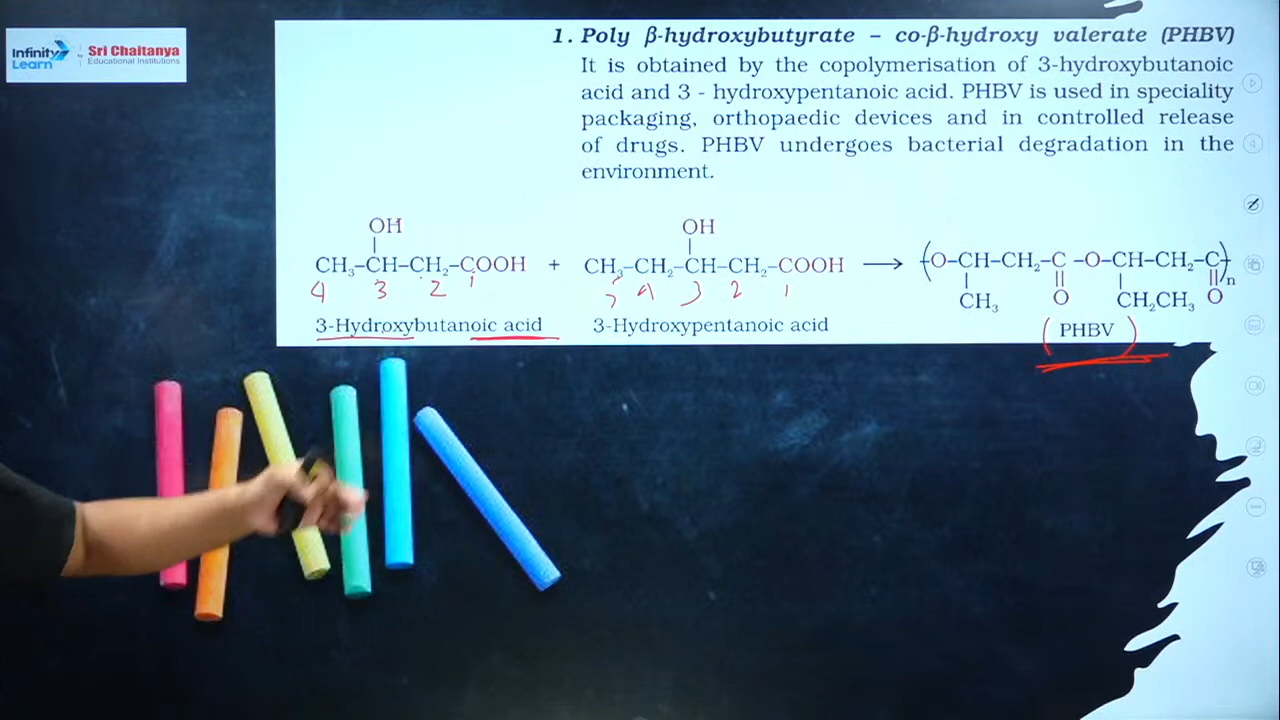 Infinity Learn by Sri Chaitanya Educational Institutions
1. Poly β-hydroxybutyrate – co-β-hydroxy valerate (PHBV)
It is obtained by the copolymerisation of 3-hydroxybutanoic
acid and 3 - hydroxypentanoic acid. PHBV is used in speciality
packaging, orthopaedic devices and in controlled release
of drugs. PHBV undergoes bacterial degradation in the
environment.
OH OH
CH₃–CH–CH₂–COOH + CH₃–CH₂–CH–CH₂–COOH ⟶ (O–CH–CH₂–C–O–CH–CH₂–C)n
4 3 2 1 4 3 2 1
CH₃ O CH₂CH₃ O
3-Hydroxybutanoic acid 3-Hydroxypentanoic acid (PHBV)